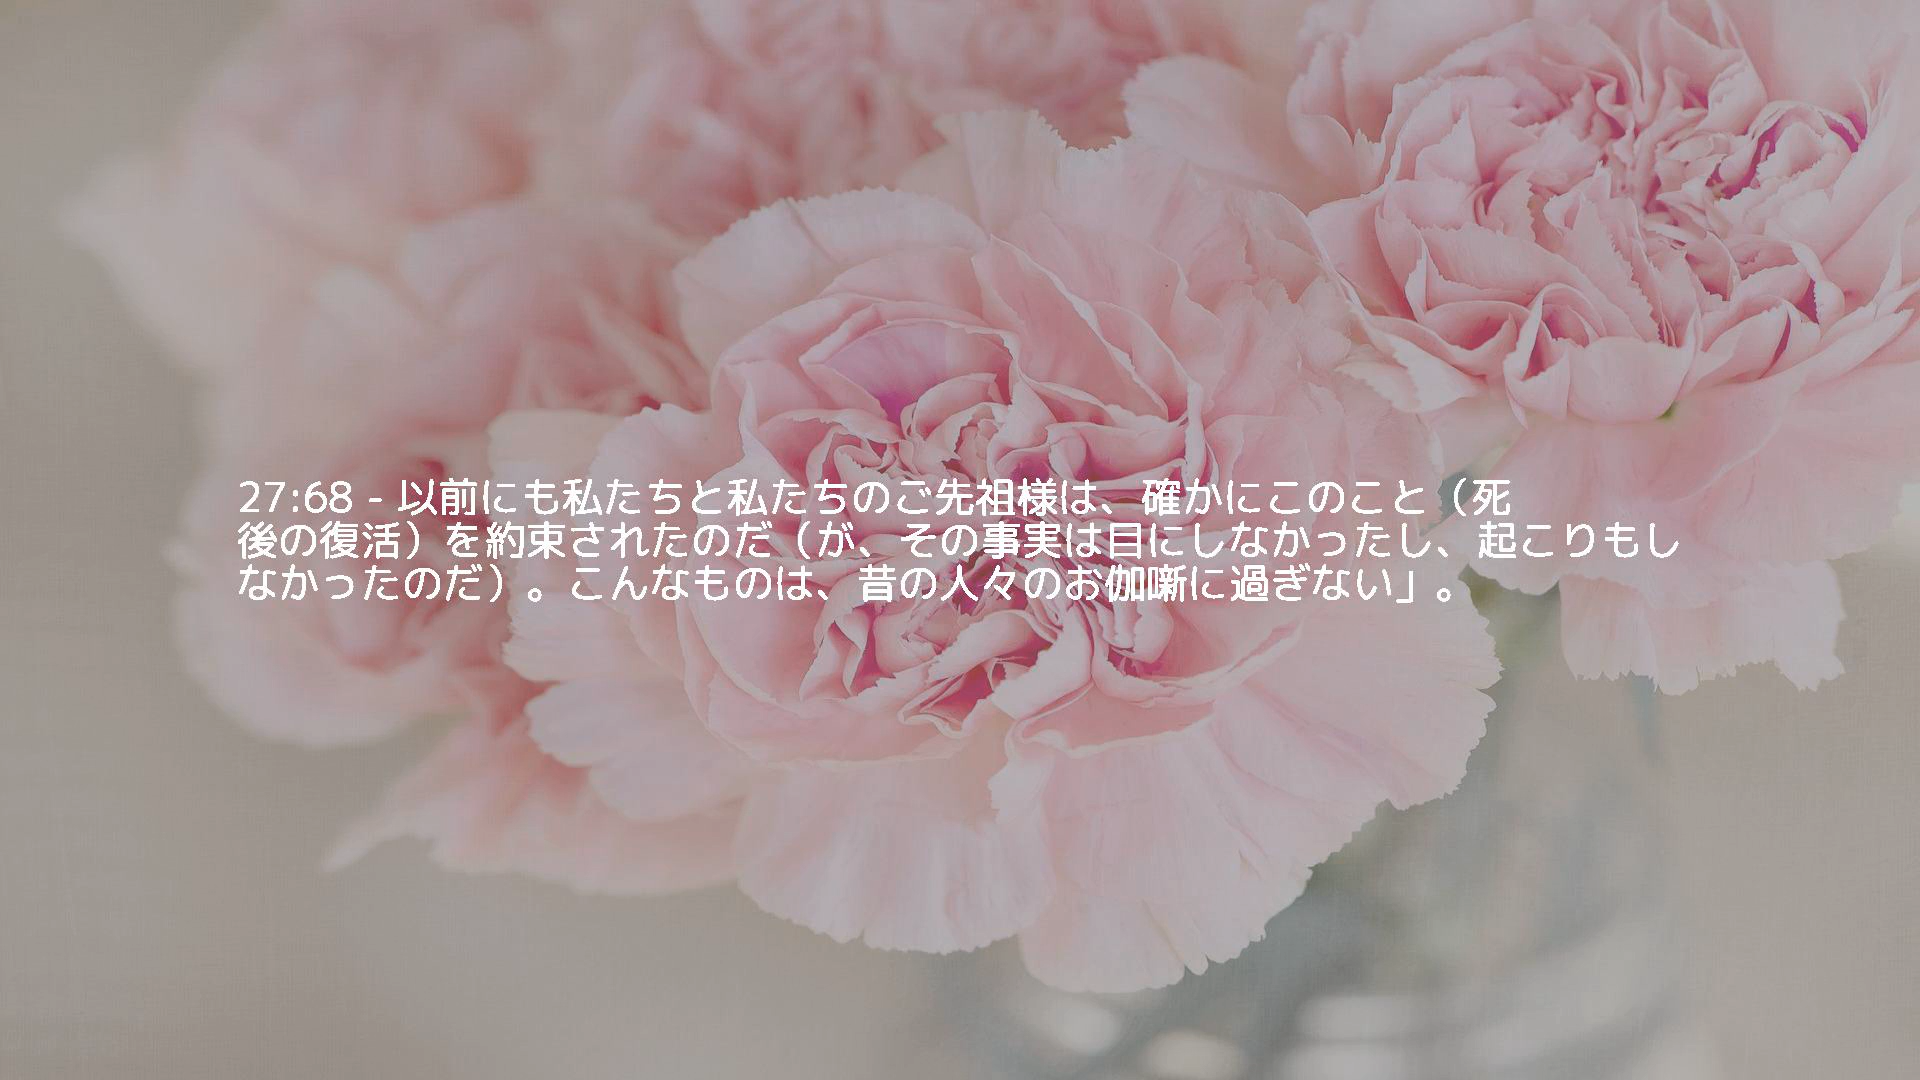 27:68 - 以前にも私たちと私たちのご先祖様は、確かにこのこと（死
後の復活）を約束されたのだ（が、その事実は目にしなかったし、起こりもし
なかったのだ）。こんなものは、昔の人々のお伽噺に過ぎない」。